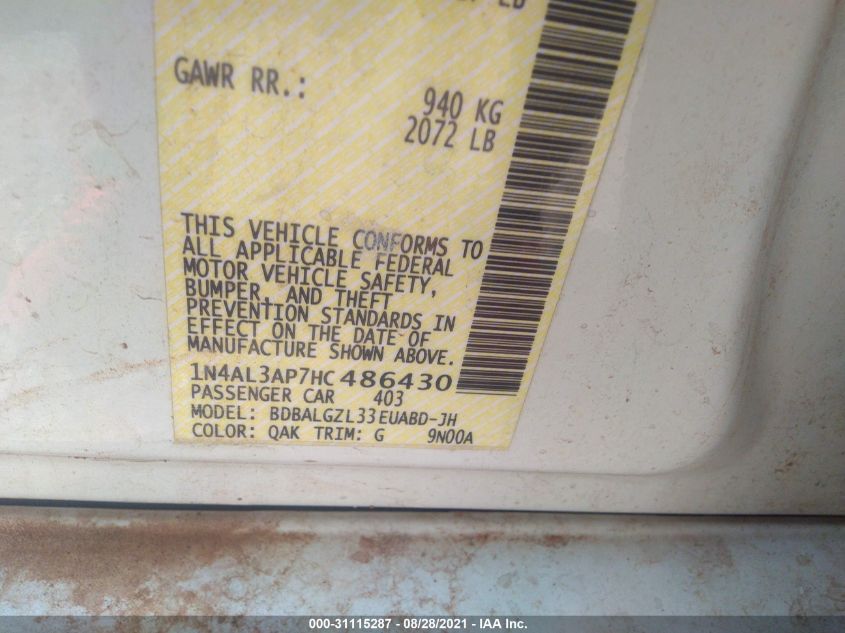 LB
GAWR RR.: 940 KG
2072 LB
THIS VEHICLE CONFORMS TO
ALL APPLICABLE FEDERAL
MOTOR VEHICLE SAFETY,
BUMPER, AND THEFT
PREVENTION STANDARDS IN
EFFECT ON THE DATE OF
MANUFACTURE SHOWN ABOVE.
1N4AL3AP7HC486430
PASSENGER CAR 403
MODEL: BDBALGZL33EUABD-JH
COLOR: QAK TRIM: G 9N00A
000-31115287 - 08/28/2021 - IAA Inc.